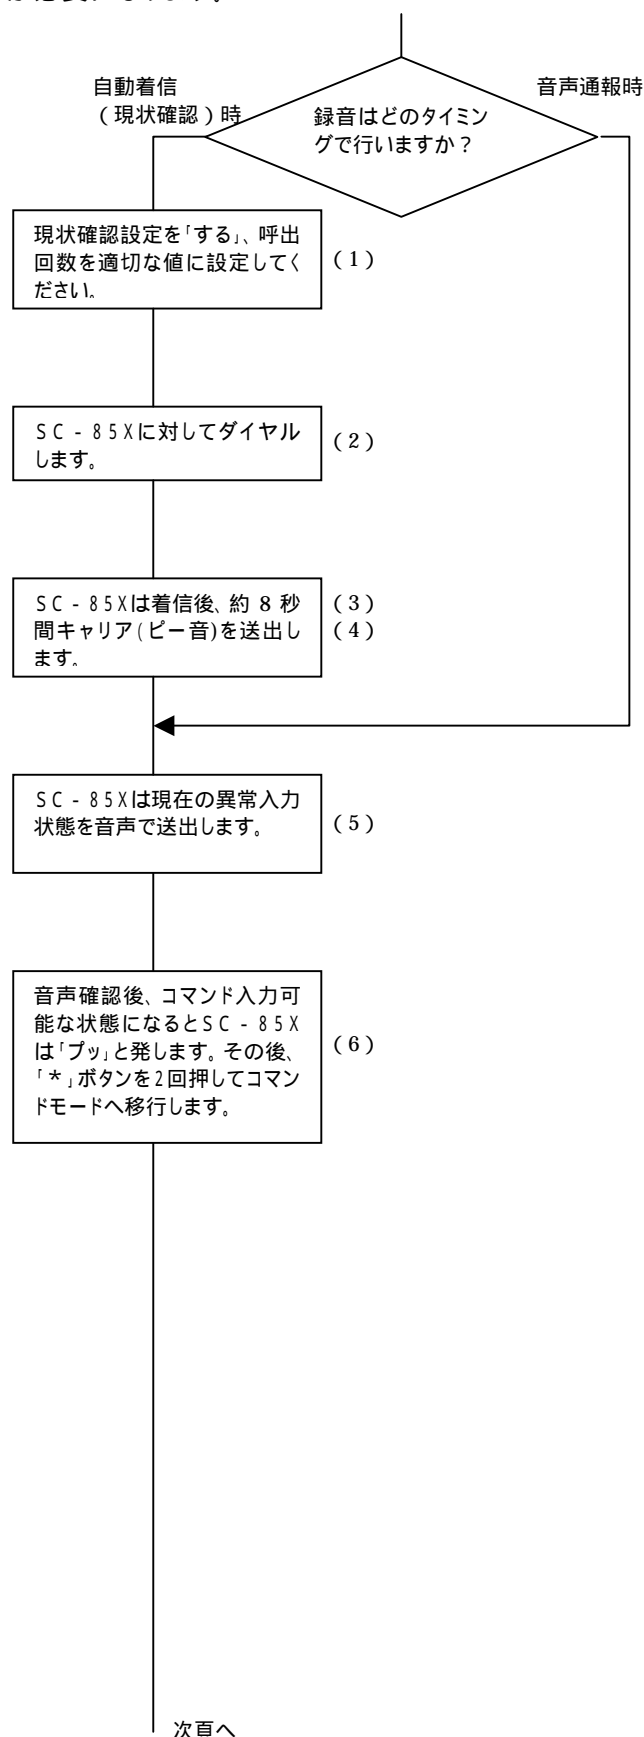 自動着信
（現状確認）時
音声通報時
録音はどのタイミン
グで行いますか？
現状確認設定を「する」、呼出
回数を適切な値に設定してく
ださい。
(1)
SC-85Xに対してダイヤル
します。
(2)
SC-85Xは着信後、約8秒
間キャリア(ピー音)を送出し
ます。
(3)
(4)
SC-85Xは現在の異常入力
状態を音声で送出します。
(5)
音声確認後、コマンド入力可
能な状態になるとSC-85X
は「プッ」と発します。その後、
「*」ボタンを2回押してコマン
ドモードへ移行します。
(6)
次頁へ